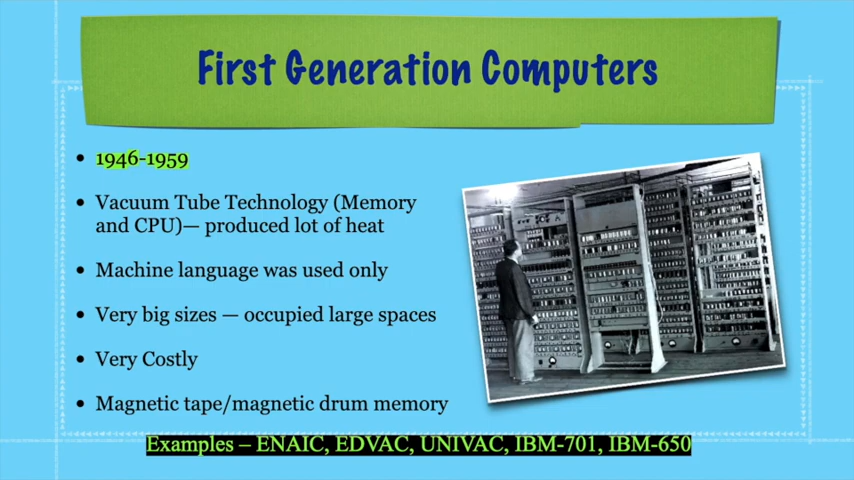 First Generation Computers
• 1946-1959
• Vacuum Tube Technology (Memory
and CPU)— produced lot of heat
• Machine language was used only
• Very big sizes — occupied large spaces
• Very Costly
• Magnetic tape/magnetic drum memory
Examples – ENAIC, EDVAC, UNIVAC, IBM-701, IBM-650